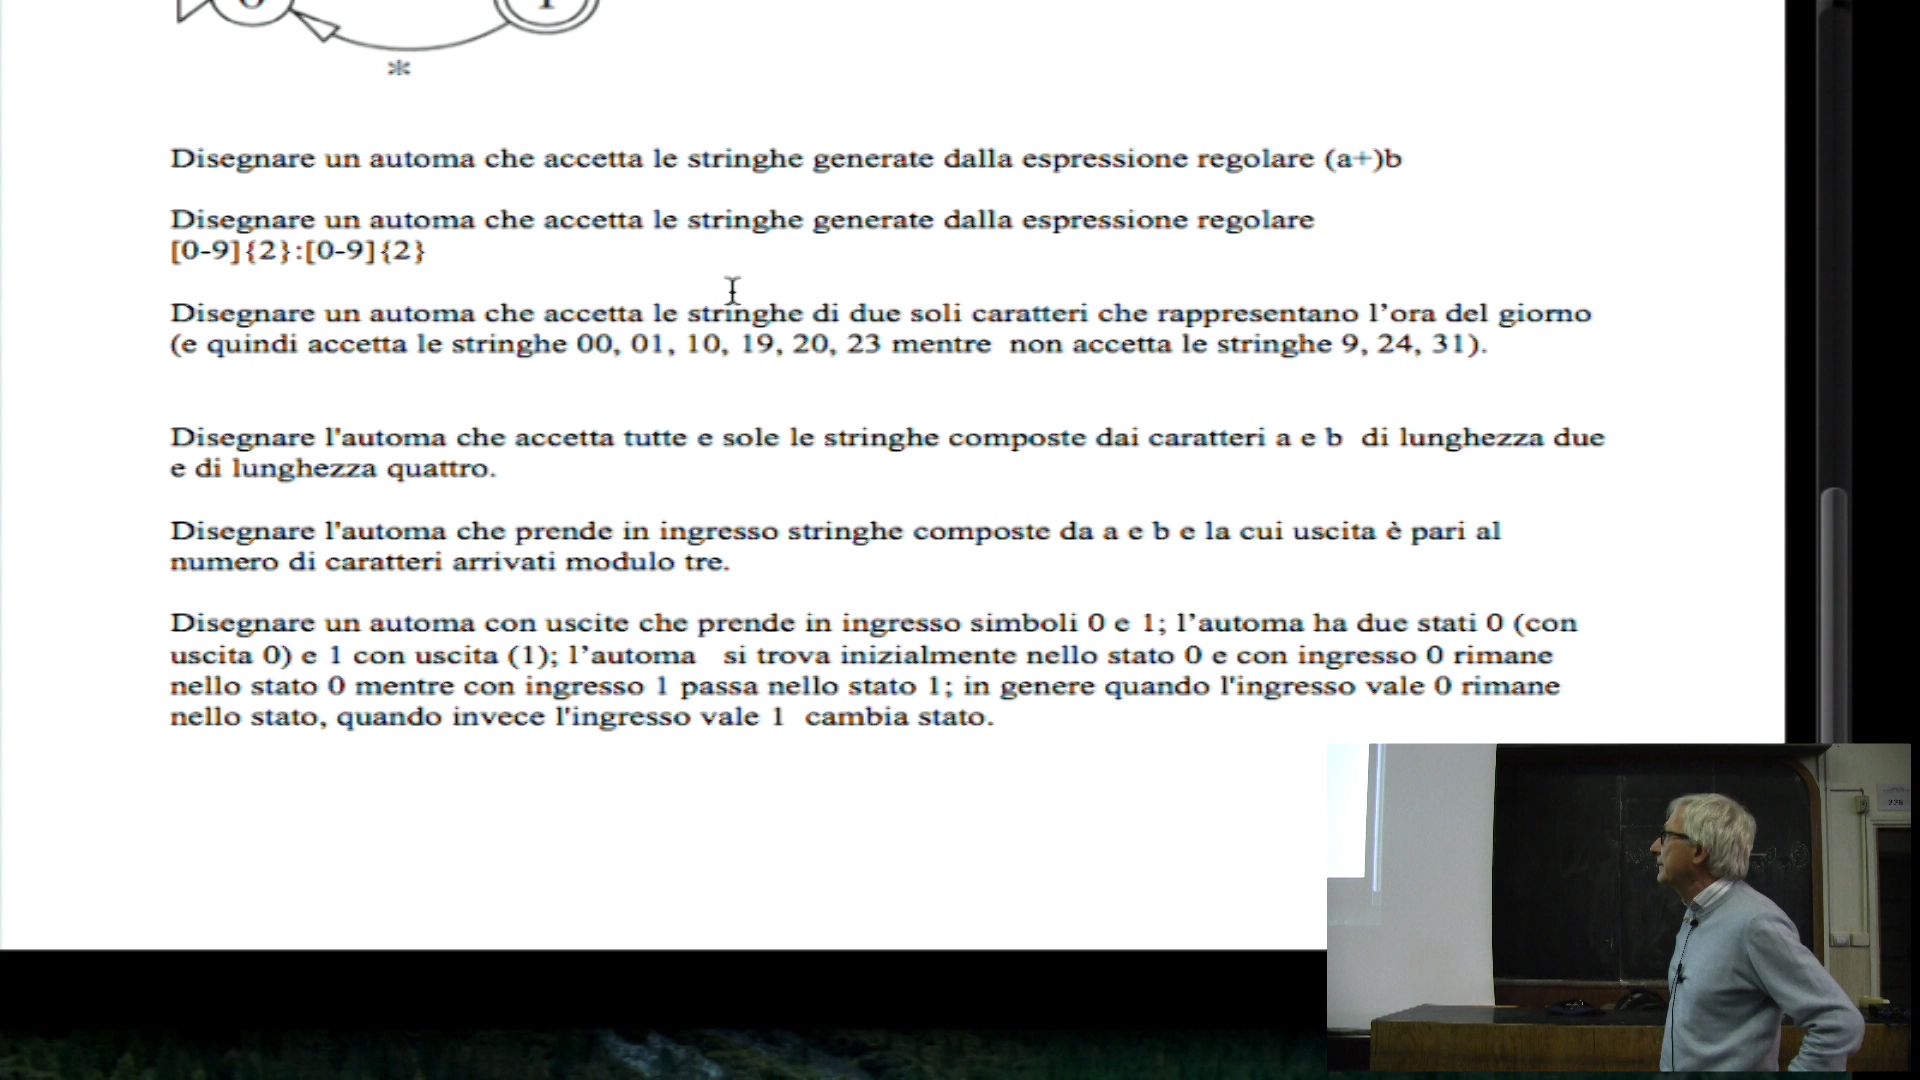 *
Disegnare un automa che accetta le stringhe generate dalla espressione regolare (a+)b
Disegnare un automa che accetta le stringhe generate dalla espressione regolare
[0-9]{2}:[0-9]{2}
Disegnare un automa che accetta le stringhe di due soli caratteri che rappresentano l’ora del giorno
(e quindi accetta le stringhe 00, 01, 10, 19, 20, 23 mentre non accetta le stringhe 9, 24, 31).
Disegnare l'automa che accetta tutte e sole le stringhe composte dai caratteri a e b di lunghezza due
e di lunghezza quattro.
Disegnare l'automa che prende in ingresso stringhe composte da a e b e la cui uscita è pari al
numero di caratteri arrivati modulo tre.
Disegnare un automa con uscite che prende in ingresso simboli 0 e 1; l’automa ha due stati 0 (con
uscita 0) e 1 con uscita (1); l’automa si trova inizialmente nello stato 0 e con ingresso 0 rimane
nello stato 0 mentre con ingresso 1 passa nello stato 1; in genere quando l'ingresso vale 0 rimane
nello stato, quando invece l'ingresso vale 1 cambia stato.